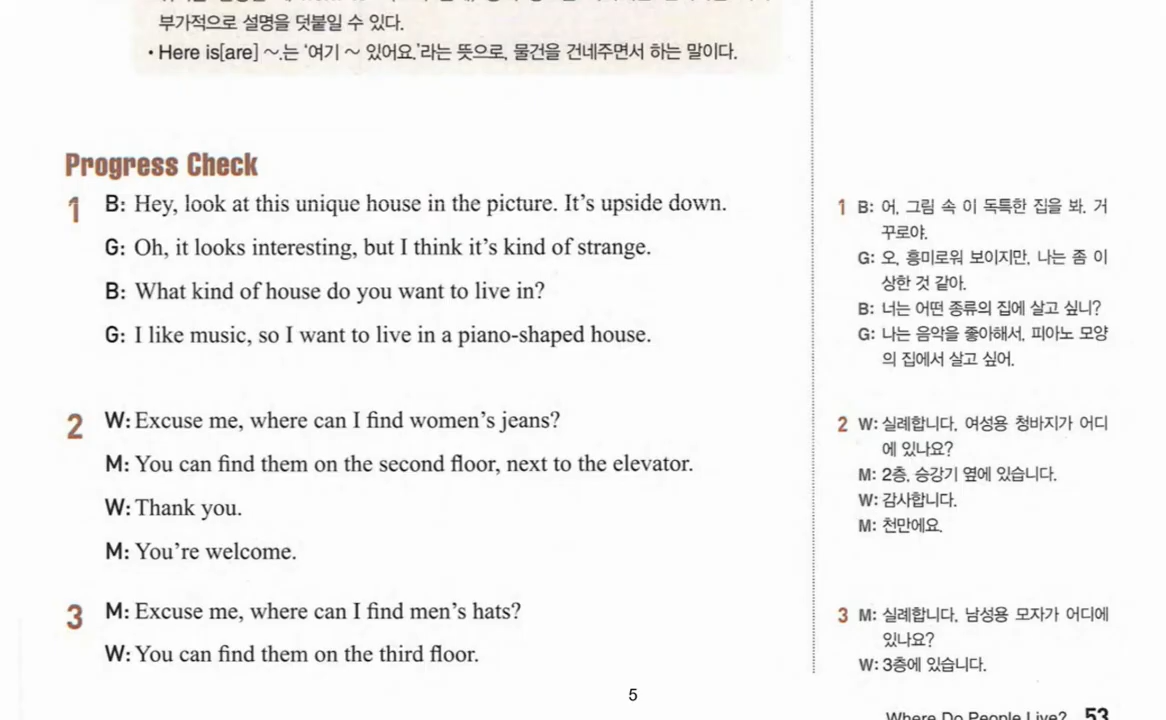 부가적으로 설명을 덧붙일 수 있다.
• Here is[are] ~.는 ‘여기 ~ 있어요.’라는 뜻으로, 물건을 건네주면서 하는 말이다.
Progress Check
1 B: Hey, look at this unique house in the picture. It’s upside down.
G: Oh, it looks interesting, but I think it’s kind of strange.
B: What kind of house do you want to live in?
G: I like music, so I want to live in a piano-shaped house.
2 W: Excuse me, where can I find women’s jeans?
M: You can find them on the second floor, next to the elevator.
W: Thank you.
M: You’re welcome.
3 M: Excuse me, where can I find men’s hats?
W: You can find them on the third floor.
1 B: 어, 그림 속 이 독특한 집을 봐. 거
꾸로야.
G: 오, 흥미로워 보이지만, 나는 좀 이
상한 것 같아.
B: 너는 어떤 종류의 집에 살고 싶니?
G: 나는 음악을 좋아해서, 피아노 모양
의 집에서 살고 싶어.
2 W: 실례합니다, 여성용 청바지가 어디
에 있나요?
M: 2층, 승강기 옆에 있습니다.
W: 감사합니다.
M: 천만에요.
3 M: 실례합니다, 남성용 모자가 어디에
있나요?
W: 3층에 있습니다.
5
Where Do People Live? 53